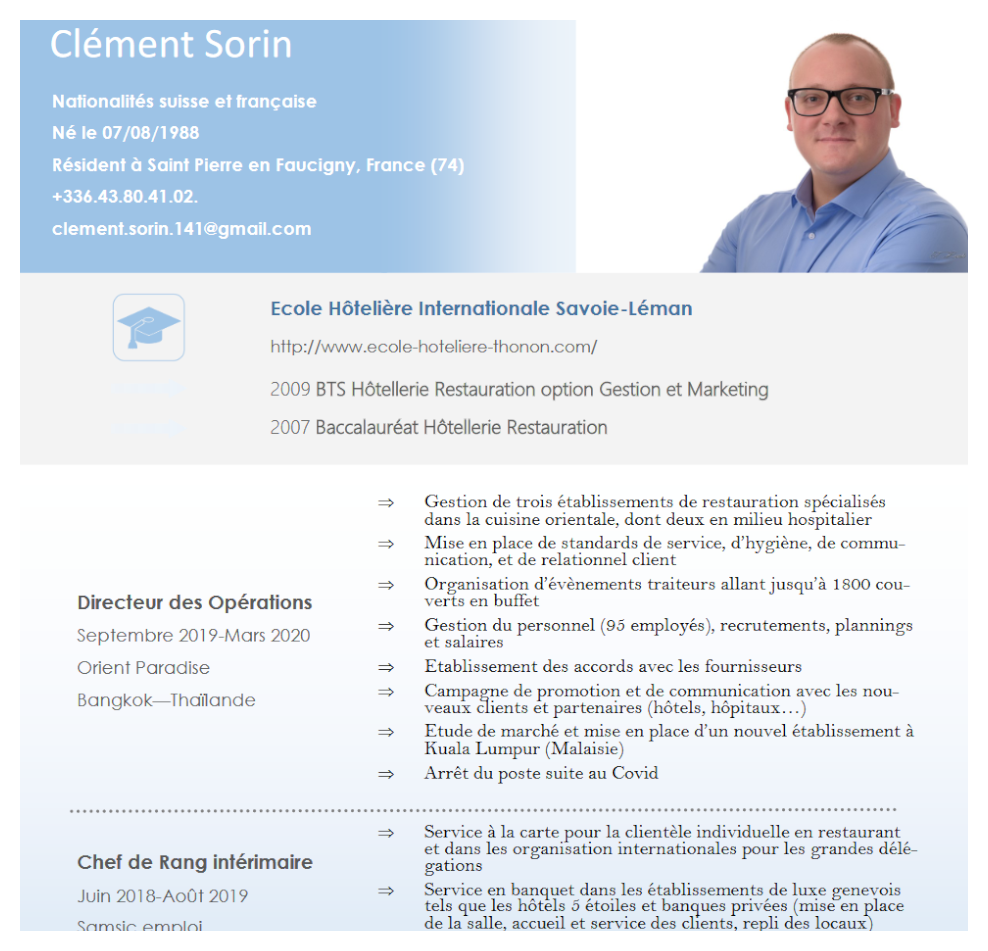 Clément Sorin
Nationalités suisse et française
Né le 07/08/1988
Résident à Saint Pierre en Faucigny, France (74)
+336.43.80.41.02.
clement.sorin.141@gmail.com
Ecole Hôtelière Internationale Savoie-Léman
http://www.ecole-hoteliere-thonon.com/
2009 BTS Hôtellerie Restauration option Gestion et Marketing
2007 Baccalauréat Hôtellerie Restauration
Directeur des Opérations
Septembre 2019-Mars 2020
Orient Paradise
Bangkok—Thaïlande
⇒ Gestion de trois établissements de restauration spécialisés
dans la cuisine orientale, dont deux en milieu hospitalier
⇒ Mise en place de standards de service, d'hygiène, de commu-
nication, et de relationnel client
⇒ Organisation d'évènements traiteurs allant jusqu'à 1800 cou-
verts en buffet
⇒ Gestion du personnel (95 employés), recrutements, plannings
et salaires
⇒ Etablissement des accords avec les fournisseurs
⇒ Campagne de promotion et de communication avec les nou-
veaux clients et partenaires (hôtels, hôpitaux…)
⇒ Etude de marché et mise en place d'un nouvel établissement à
Kuala Lumpur (Malaisie)
⇒ Arrêt du poste suite au Covid
Chef de Rang intérimaire
Juin 2018-Août 2019
Samsic emploi
⇒ Service à la carte pour la clientèle individuelle en restaurant
et dans les organisation internationales pour les grandes délé-
gations
⇒ Service en banquet dans les établissements de luxe genevois
tels que les hôtels 5 étoiles et banques privées (mise en place
de la salle, accueil et service des clients, repli des locaux)